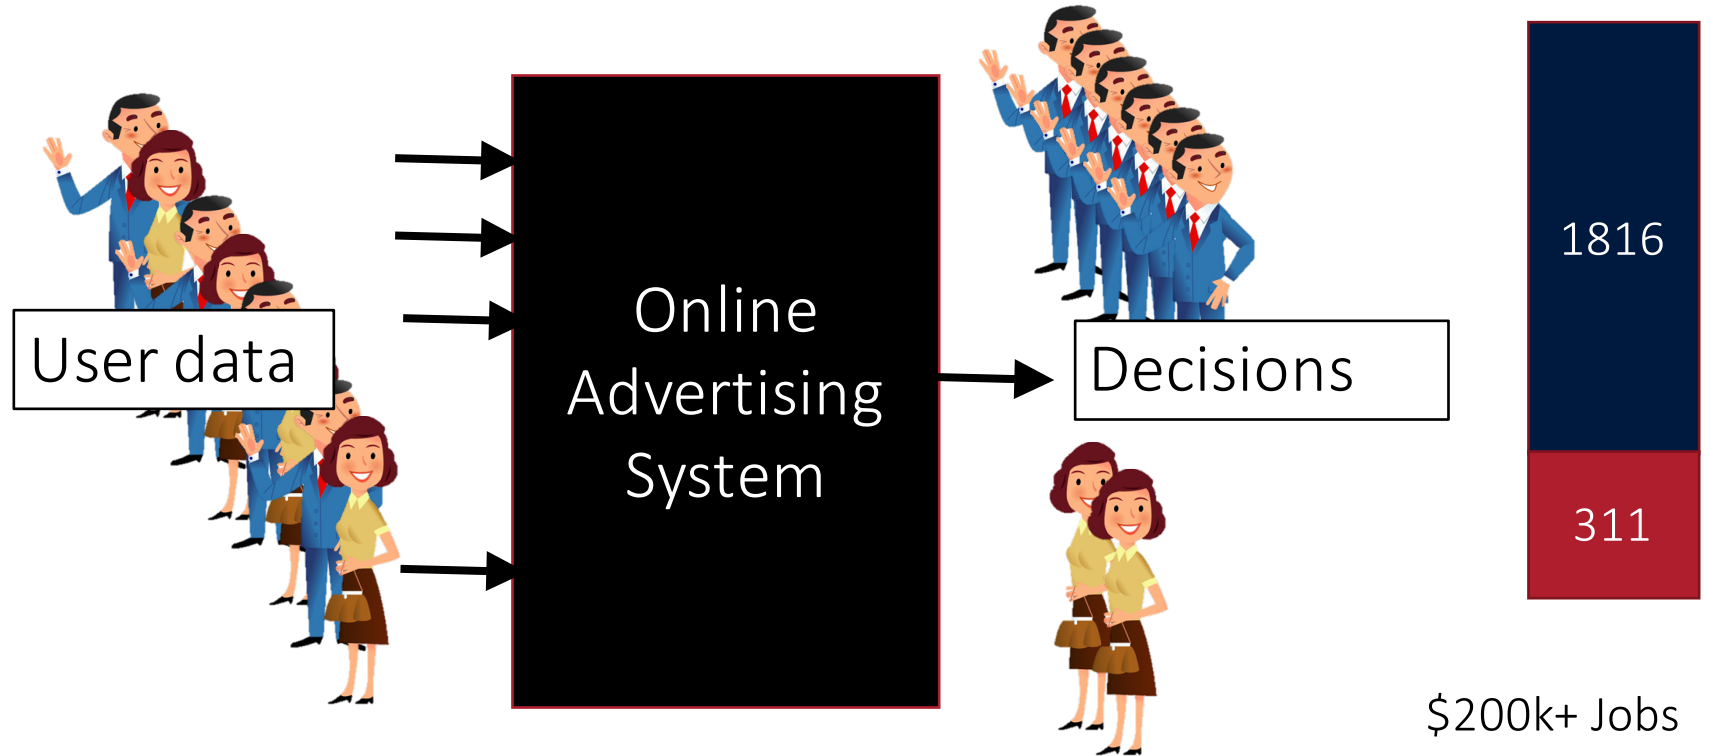 User data
Online
Advertising
System
Decisions
1816
311
$200k+ Jobs